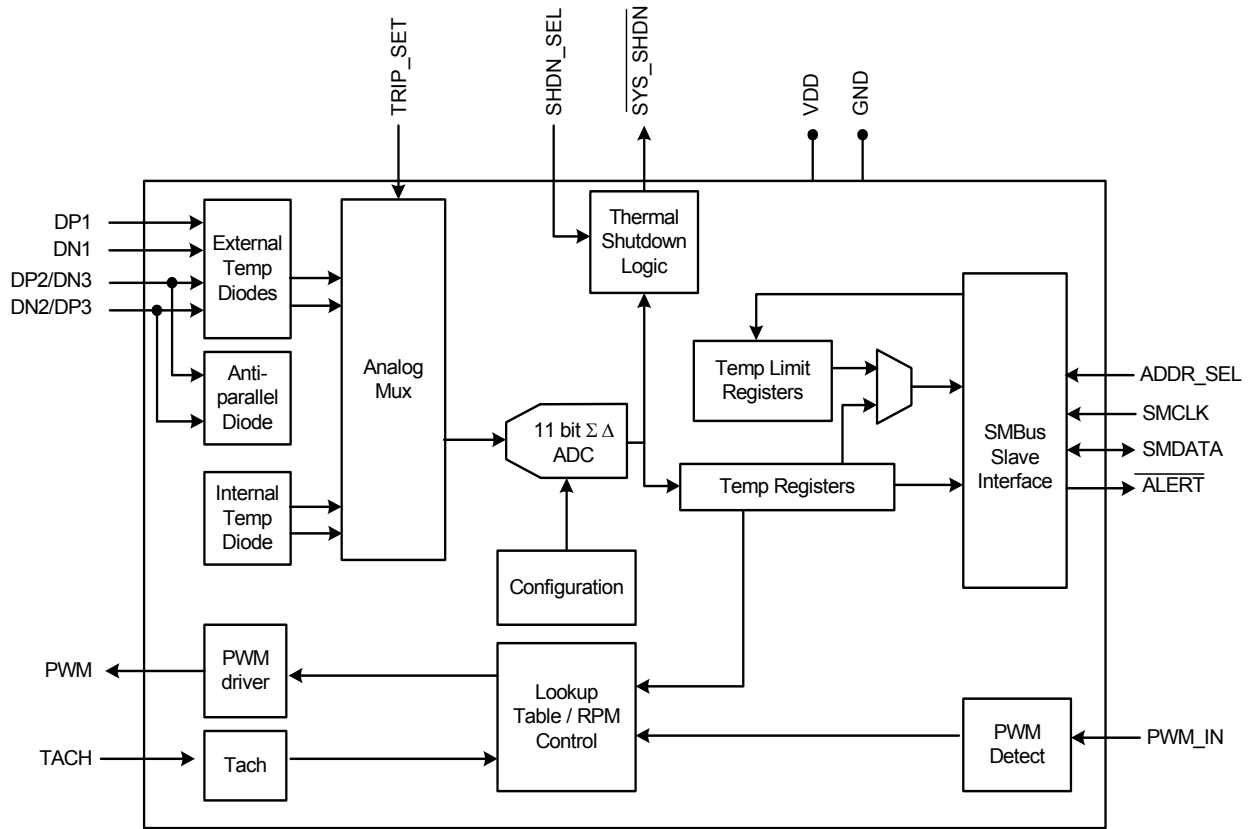 TRIP_SET
SHDN_SEL
SYS_SHDN
VDD
GND
DP1
DN1
DP2/DN3
DN2/DP3
External
Temp
Diodes
Anti-
parallel
Diode
Internal
Temp
Diode
Analog
Mux
Thermal
Shutdown
Logic
11 bit Σ Δ
ADC
Configuration
Temp Limit
Registers
Temp Registers
SMBus
Slave
Interface
ADDR_SEL
SMCLK
SMDATA
ALERT
PWM
PWM
driver
Lookup
Table / RPM
Control
TACH
Tach
PWM
Detect
PWM_IN